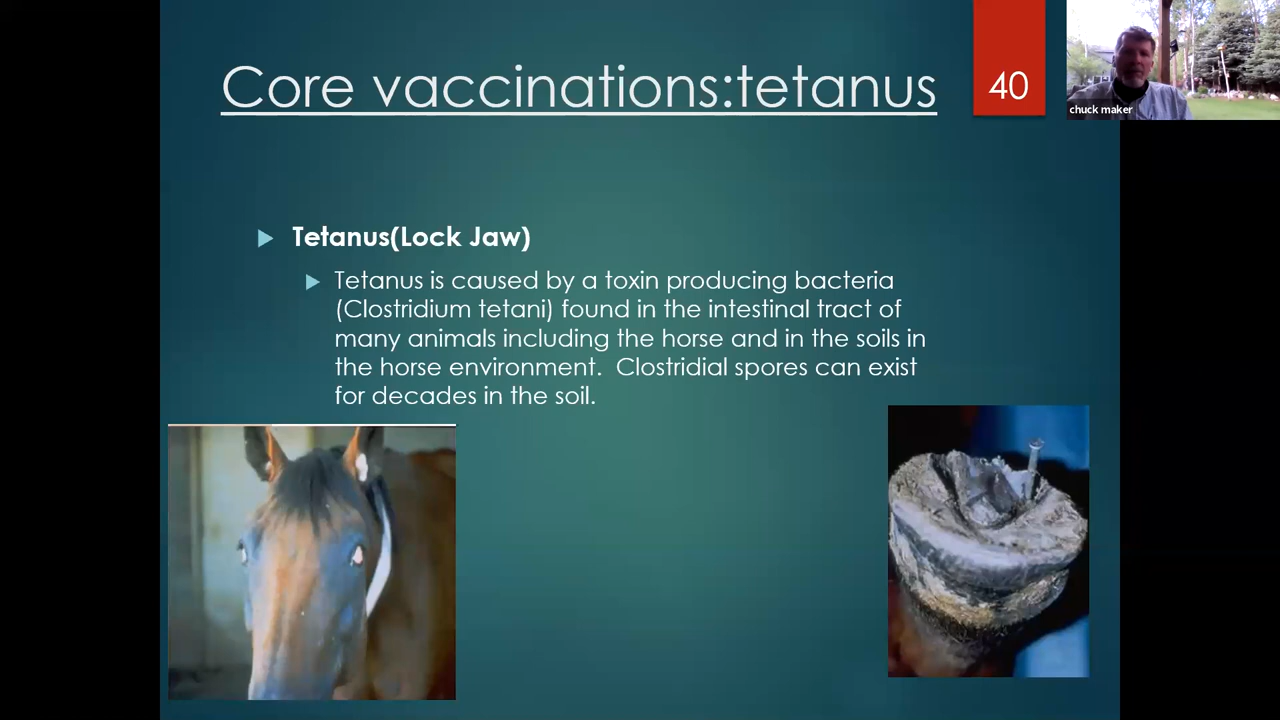 Core vaccinations:tetanus
40
chuck maker
Tetanus(Lock Jaw)
Tetanus is caused by a toxin producing bacteria
(Clostridium tetani) found in the intestinal tract of
many animals including the horse and in the soils in
the horse environment.  Clostridial spores can exist
for decades in the soil.